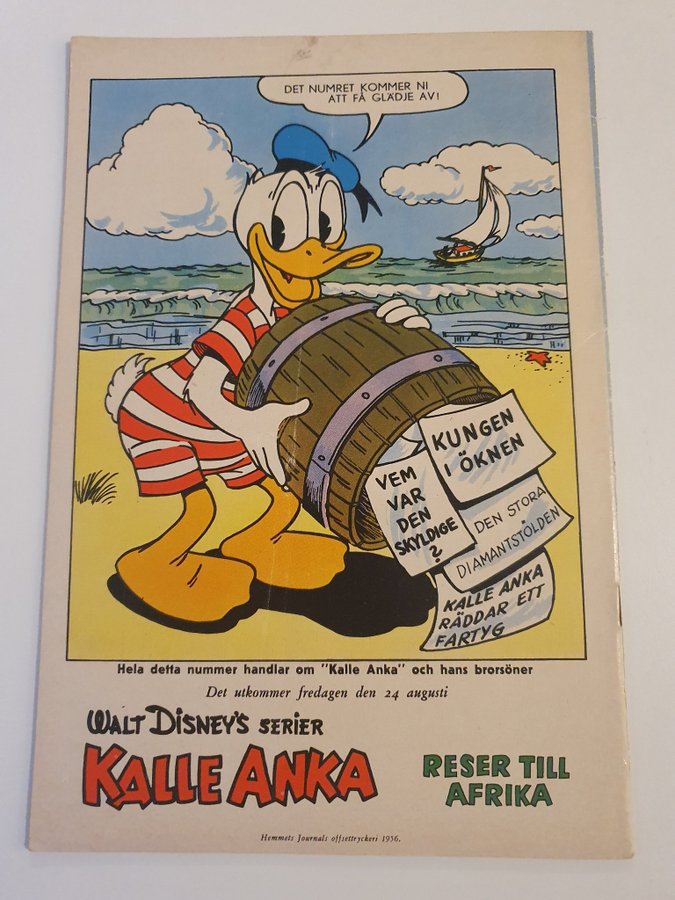 DET NUMRET KOMMER NI
ATT FÅ GLÄDJE AV!
KUNGEN
I ÖKNEN
VEM
VAR
DEN
SKYLDIGE
?
DEN STORA
DIAMANTSTÖLDEN
KALLE ANKA
RÄDDAR ETT
FARTYG
Hela detta nummer handlar om "Kalle Anka" och hans brorsöner
Det utkommer fredagen den 24 augusti
WALT DISNEY'S SERIER
KALLE ANKA
RESER TILL
AFRIKA
Hemmets Journals offsettryckeri 1956.